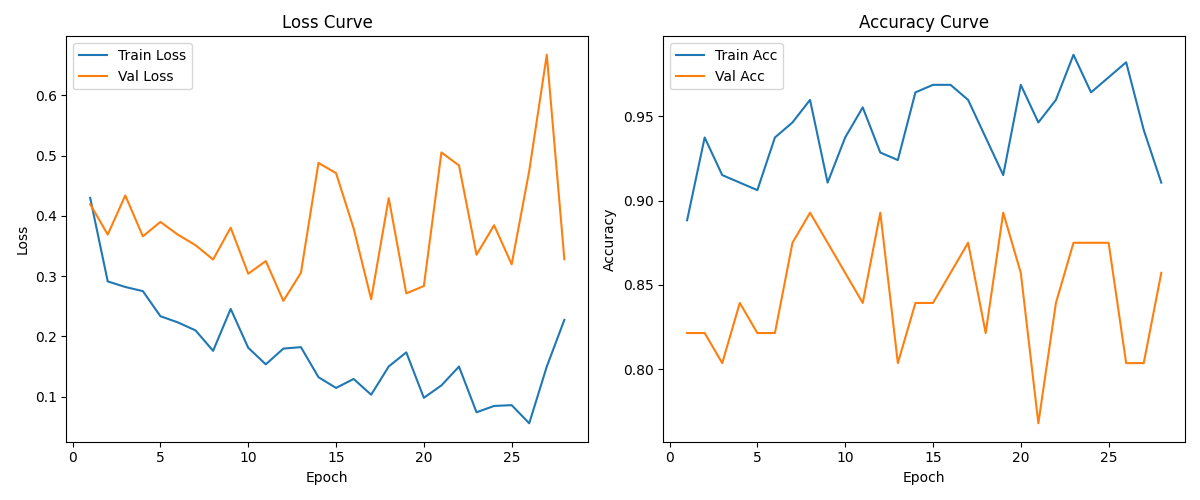 Loss Curve
Train Loss
Val Loss
0.6
0.5
0.4
0.3
0.2
0.1
Loss
0 5 10 15 20 25
Epoch
Accuracy Curve
Train Acc
Val Acc
0.95
0.90
0.85
0.80
Accuracy
0 5 10 15 20 25
Epoch